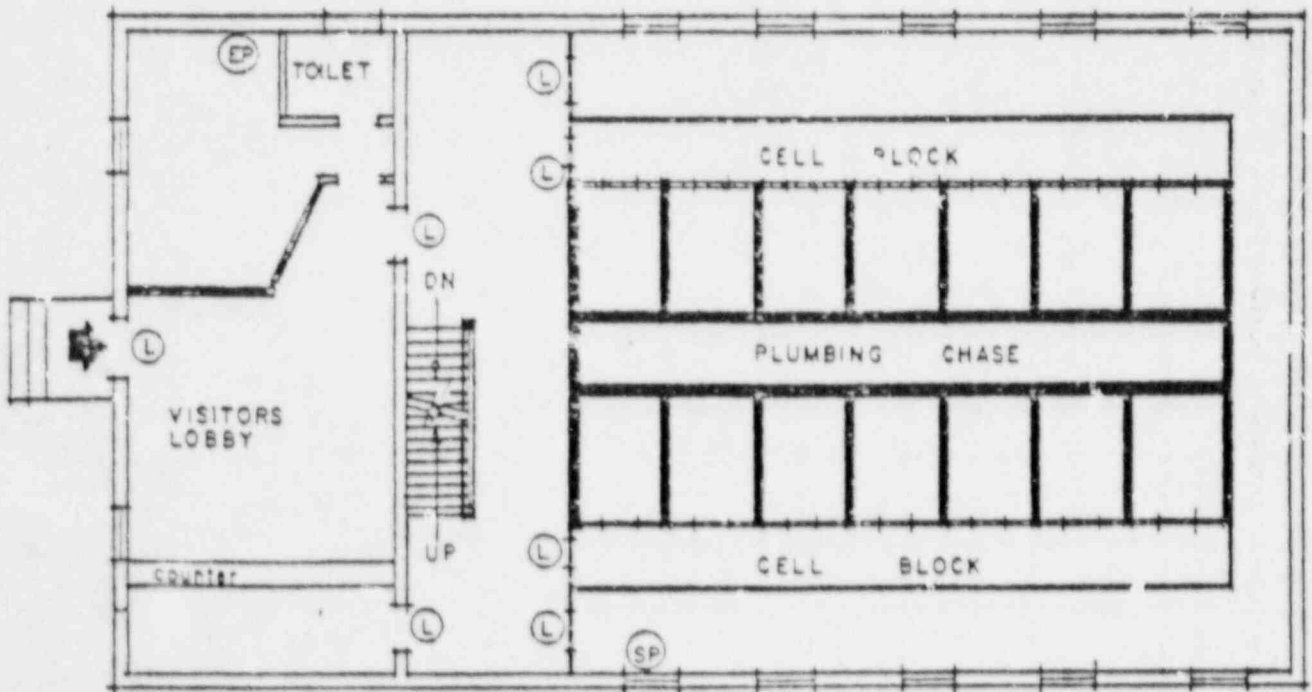 EP
TOILET
L
L
CELL BLOCK
L
DN
L
PLUMBING CHASE
VISITORS
LOBBY
UP
L
counter
CELL BLOCK
L
L
SP